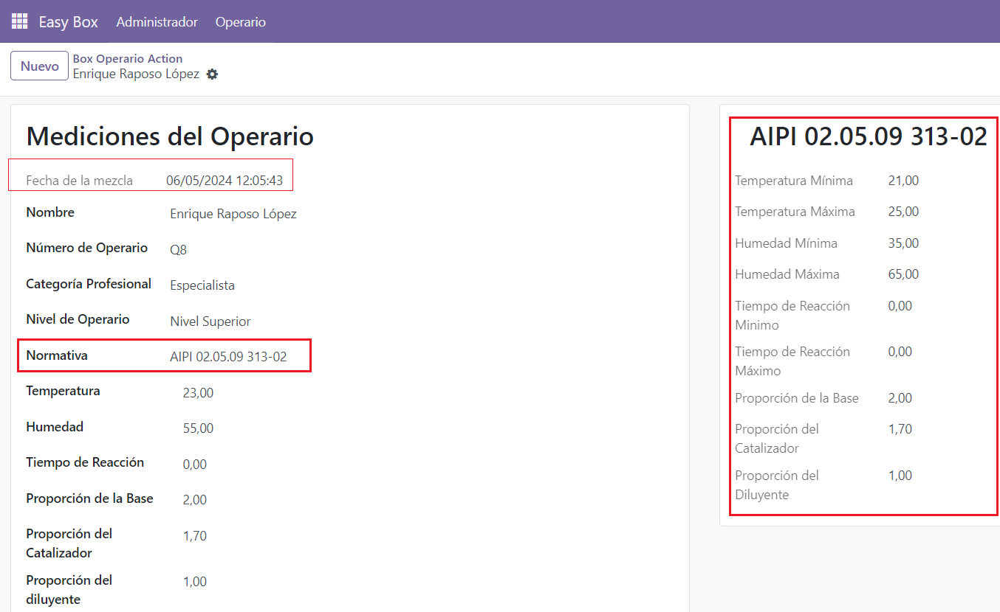 Easy Box Administrador Operario
Nuevo
Box Operario Action
Enrique Raposo López
Mediciones del Operario
Fecha de la mezcla 06/05/2024 12:05:43
Nombre Enrique Raposo López
Número de Operario Q8
Categoría Profesional Especialista
Nivel de Operario Nivel Superior
Normativa AIPI 02.05.09 313-02
Temperatura 23,00
Humedad 55,00
Tiempo de Reacción 0,00
Proporción de la Base 2,00
Proporción del 1,70
Catalizador
Proporción del 1,00
diluyente
AIPI 02.05.09 313-02
Temperatura Mínima 21,00
Temperatura Máxima 25,00
Humedad Mínima 35,00
Humedad Máxima 65,00
Tiempo de Reacción 0,00
Minimo
Tiempo de Reacción 0,00
Máximo
Proporción de la Base 2,00
Proporción del 1,70
Catalizador
Proporción del 1,00
Diluyente